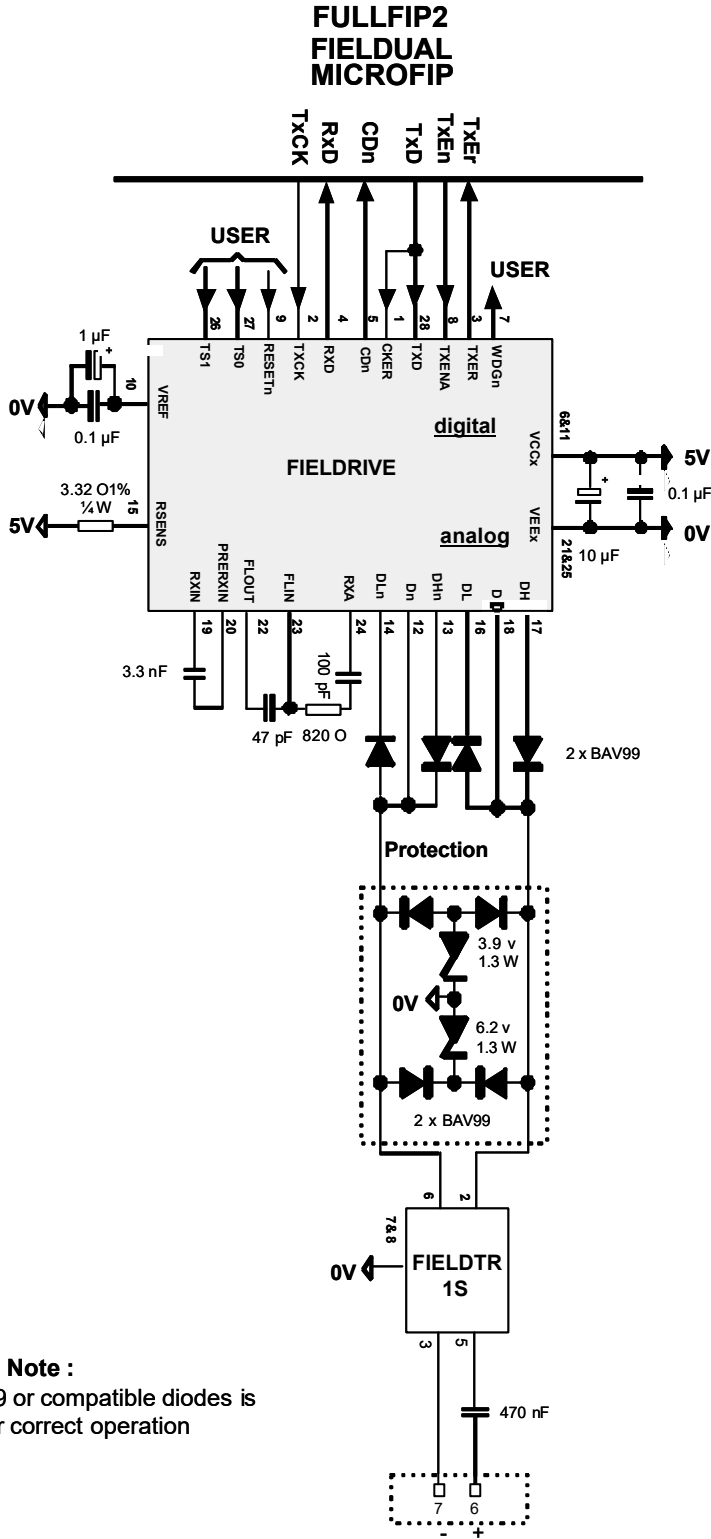 FULLFIP2
FIELDUAL
MICROFIP
TxCK
RxD
CDn
TxD
TxEn
TxEr
USER
USER
26
27
9
2
4
5
1
28
8
3
7
TS1
TS0
RESETn
TXCK
RXD
CDn
CKER
TXD
TXENA
TXER
WDGn
1 µF
+
10
VREF
0V
0.1 µF
digital
6&11
VCCx
5V
FIELDRIVE
3.32 O1%
¼ W
15
RSENS
5V
+
0.1 µF
analog
VEEx
0V
21&25
10 µF
RXIN
PRERXIN
FLOUT
FLIN
RXA
DLn
Dn
DHn
DL
D
DH
19
20
22
23
24
14
12
13
16
18
17
3.3 nF
100
pF
47 pF
820 O
2 x BAV99
Protection
3.9 v
1.3 W
0V
6.2 v
1.3 W
2 x BAV99
6
2
7&8
0V
FIELDTR
1S
3
5
Note :
9 or compatible diodes is
r correct operation
470 nF
7
6
-
+